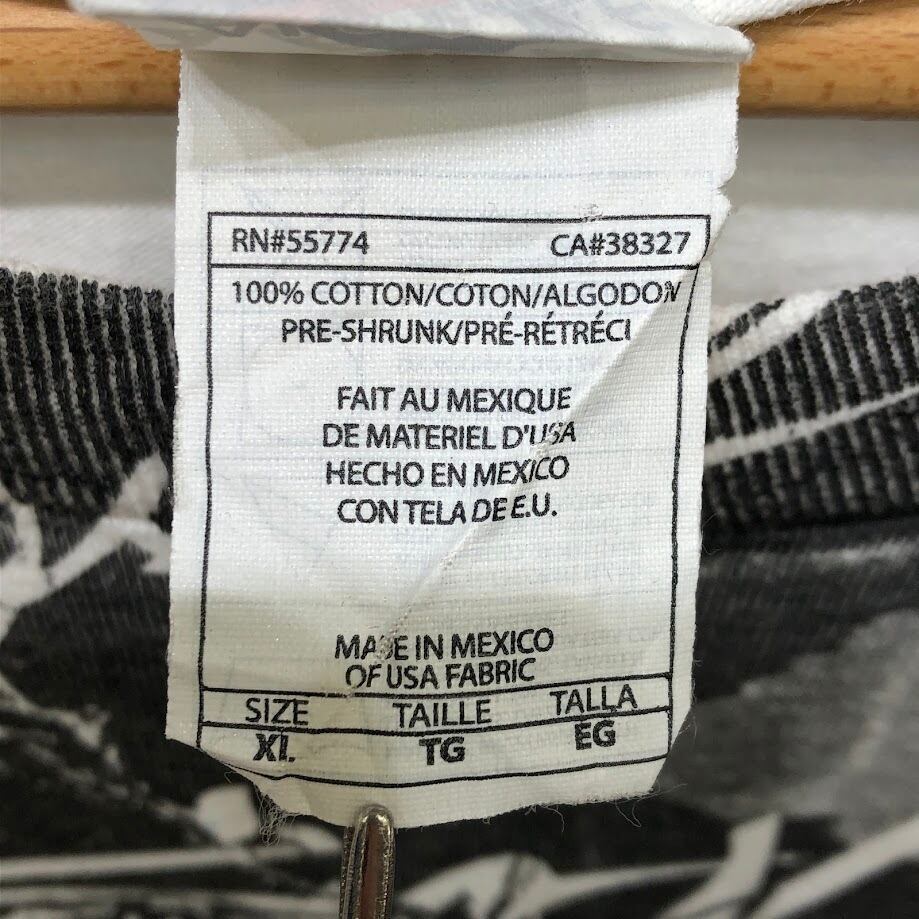 RN#55774 CA#38327
100% COTTON/COTON/ALGODON
PRE-SHRUNK/PRÉ-RÉTRÉCI
FAIT AU MEXIQUE
DE MATERIEL D'USA
HECHO EN MEXICO
CON TELA DE E.U.
MADE IN MEXICO
OF USA FABRIC
SIZE TAILLE TALLA
XL TG EG